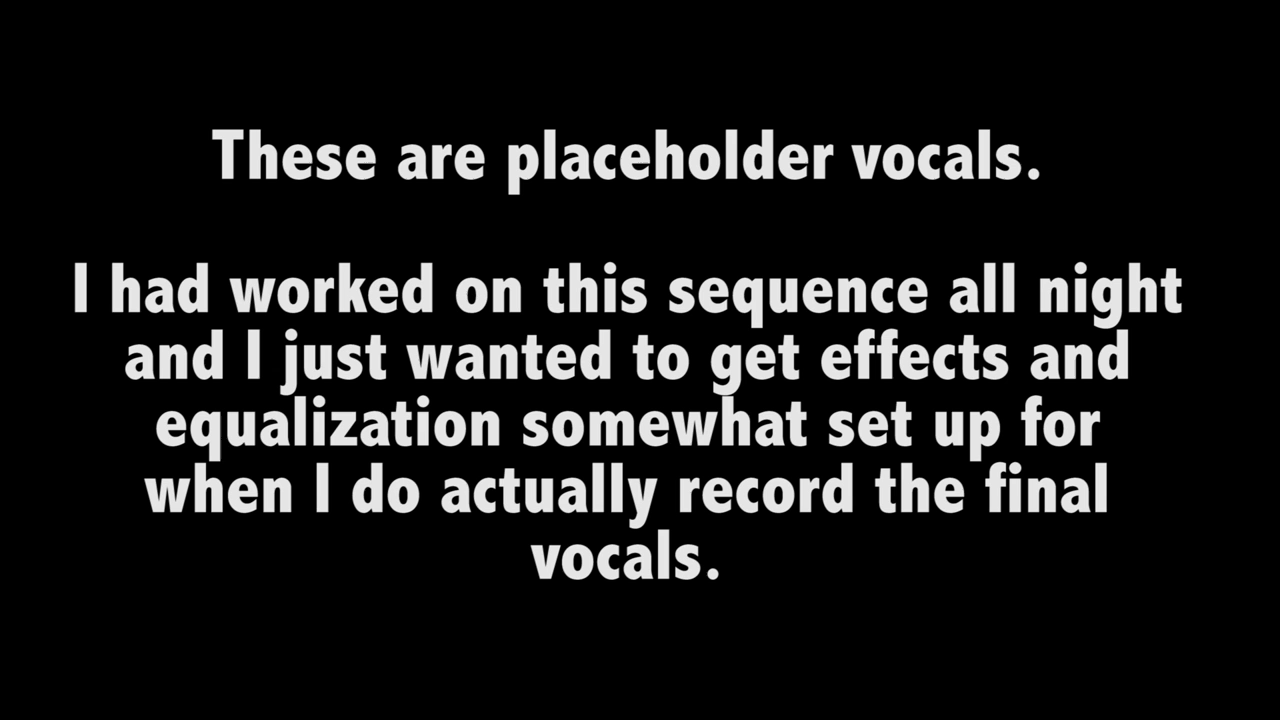 These are placeholder vocals.
I had worked on this sequence all night
and I just wanted to get effects and
equalization somewhat set up for
when I do actually record the final
vocals.